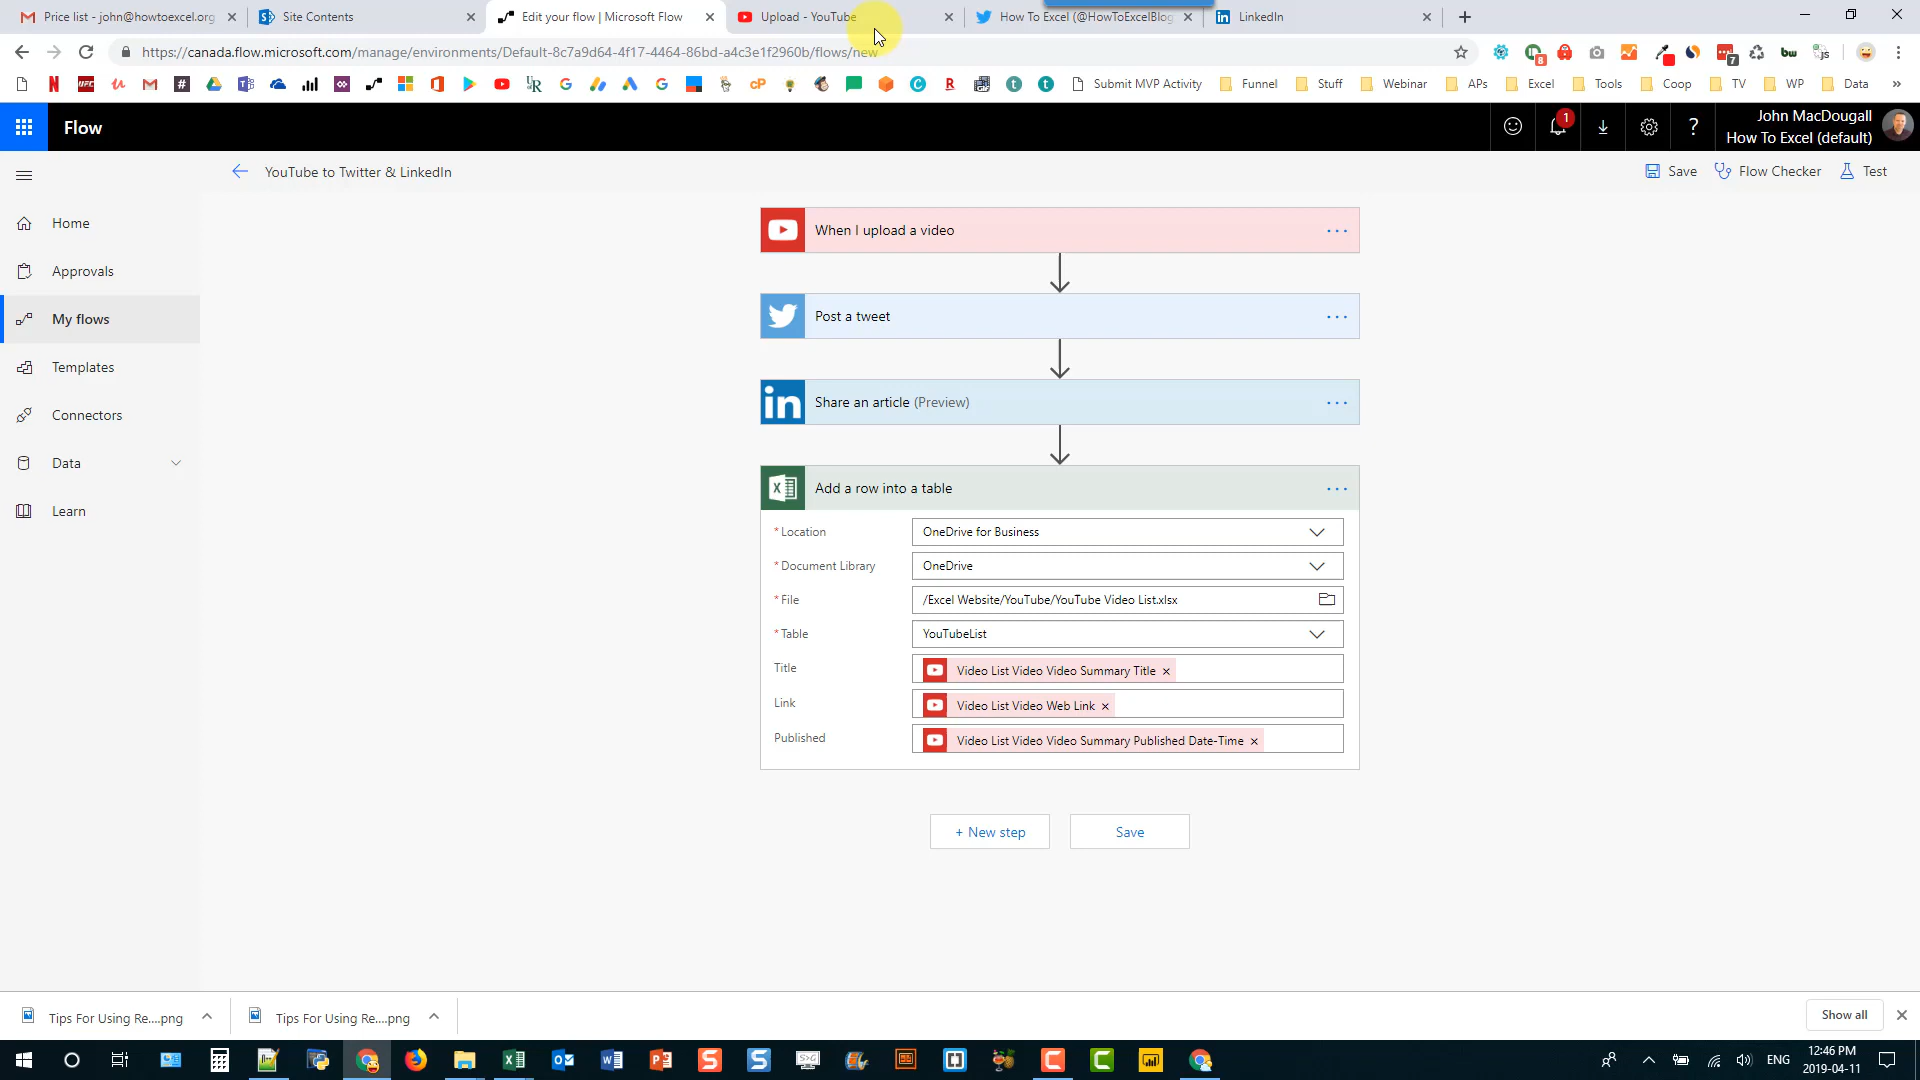 Price list - john@howtoexcel.org
Site Contents
Edit your flow | Microsoft Flow
Upload - YouTube
How To Excel (@HowToExcelBlog
LinkedIn
https://canada.flow.microsoft.com/manage/environments/Default-8c7a9d64-4f17-4464-86bd-a4c3e1f2960b/flows/new
Submit MVP Activity
Funnel
Stuff
Webinar
APs
Excel
Tools
Coop
TV
WP
Data
Flow
1
John MacDougall
How To Excel (default)
YouTube to Twitter & LinkedIn
Save
Flow Checker
Test
Home
Approvals
My flows
Templates
Connectors
Data
Learn
When I upload a video
Post a tweet
Share an article (Preview)
Add a row into a table
* Location
OneDrive for Business
* Document Library
OneDrive
* File
/Excel Website/YouTube/YouTube Video List.xlsx
* Table
YouTubeList
Title
Video List Video Video Summary Title ×
Link
Video List Video Web Link ×
Published
Video List Video Video Summary Published Date-Time ×
+ New step
Save
Tips For Using Re....png
Tips For Using Re....png
Show all
ENG
12:46 PM
2019-04-11